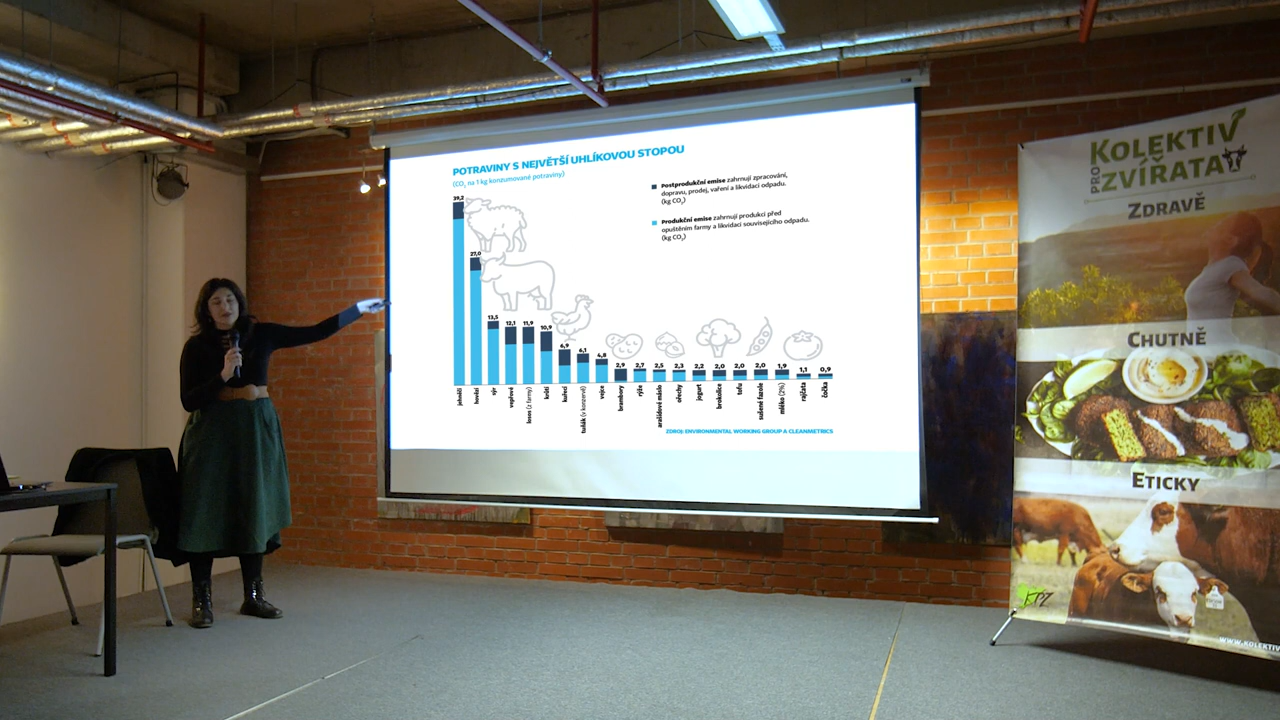 POTRAVINY S NEJVĚTŠÍ UHLÍKOVOU STOPOU
(CO₂ na 1 kg konzumované potraviny)
Postprodukční emise zahrnují zpracování,
dopravu, prodej, vaření a likvidaci odpadu.
(kg CO₂)
Produkční emise zahrnují produkci před
opuštěním farmy a likvidaci souvisejícího odpadu.
(kg CO₂)
39,2
27,0
13,5
12,1
11,9
10,9
6,9
6,1
4,8
2,9
2,7
2,5
2,3
2,2
2,0
2,0
2,0
1,9
1,1
0,9
jehněčí
hovězí
sýr
vepřové
losos (z farmy)
krůtí
kuřecí
tuňák (v konzervě)
vejce
brambory
rýže
arašídové máslo
ořechy
jogurt
brokolice
tofu
sušené fazole
mléko (2%)
rajčata
čočka
ZDROJ: ENVIRONMENTAL WORKING GROUP A CLEANMETRICS
KOLEKTIV
PRO ZVÍŘATA
ZDRAVĚ
CHUTNĚ
ETICKY
KPZ
WWW.KOLEKTIV